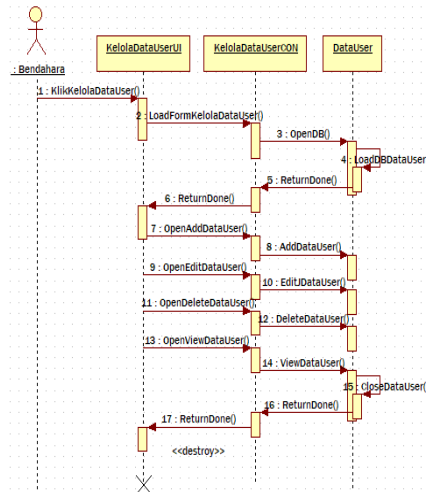 KelolaDataUserUI
KelolaDataUserCON
DataUser
: Bendahara
1 : KlikKelolaDataUser()
2 : LoadFormKelolaDataUser()
3 : OpenDB()
4 : LoadDBDataUser
5 : ReturnDone()
6 : ReturnDone()
7 : OpenAddDataUser()
8 : AddDataUser()
9 : OpenEditDataUser()
10 : EditJDataUser()
11 : OpenDeleteDataUser()
12 : DeleteDataUser()
13 : OpenViewDataUser()
14 : ViewDataUser()
15 : CloseDataUser(
16 : ReturnDone()
17 : ReturnDone()
<<destroy>>